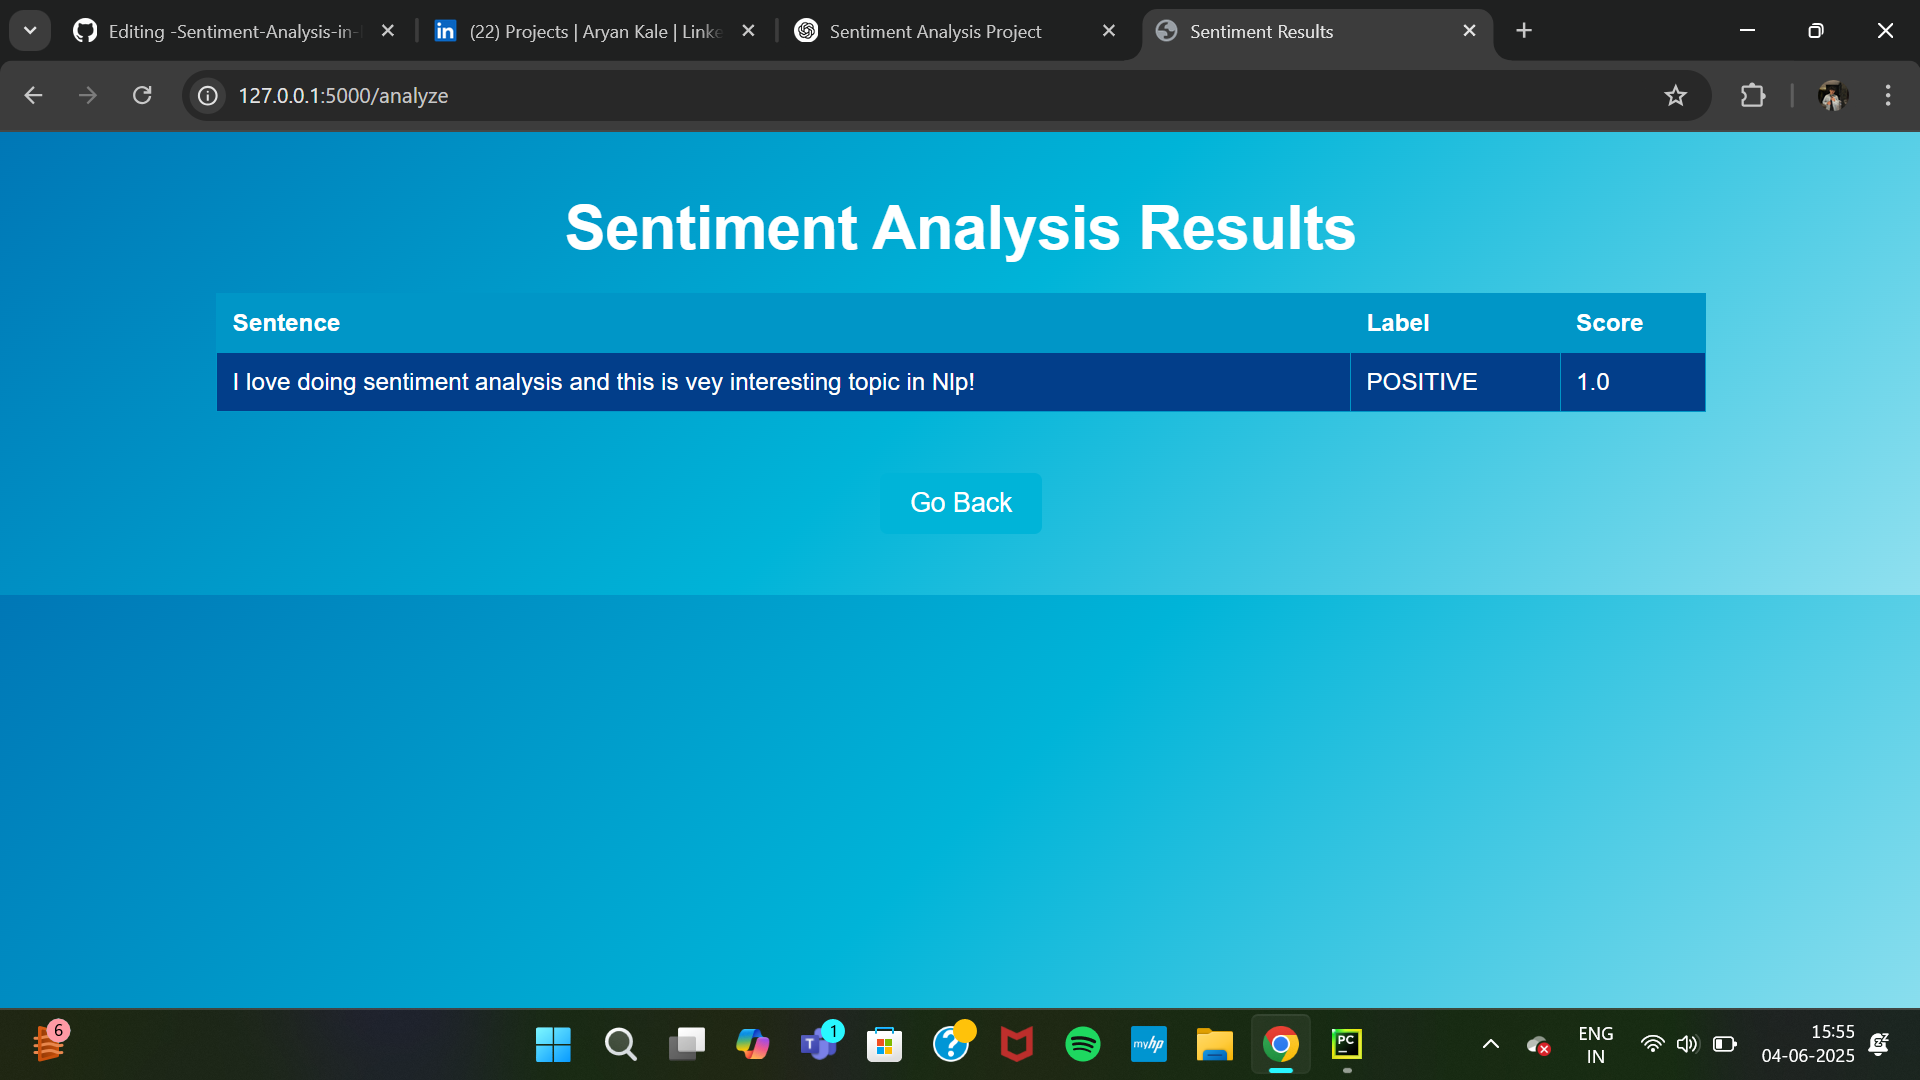 Editing -Sentiment-Analysis-in-
(22) Projects | Aryan Kale | Linke
Sentiment Analysis Project
Sentiment Results
127.0.0.1:5000/analyze
Sentiment Analysis Results
Sentence Label Score
I love doing sentiment analysis and this is vey interesting topic in Nlp! POSITIVE 1.0
Go Back
6
1
T
?
myhp
PC
ENG
IN
15:55
04-06-2025